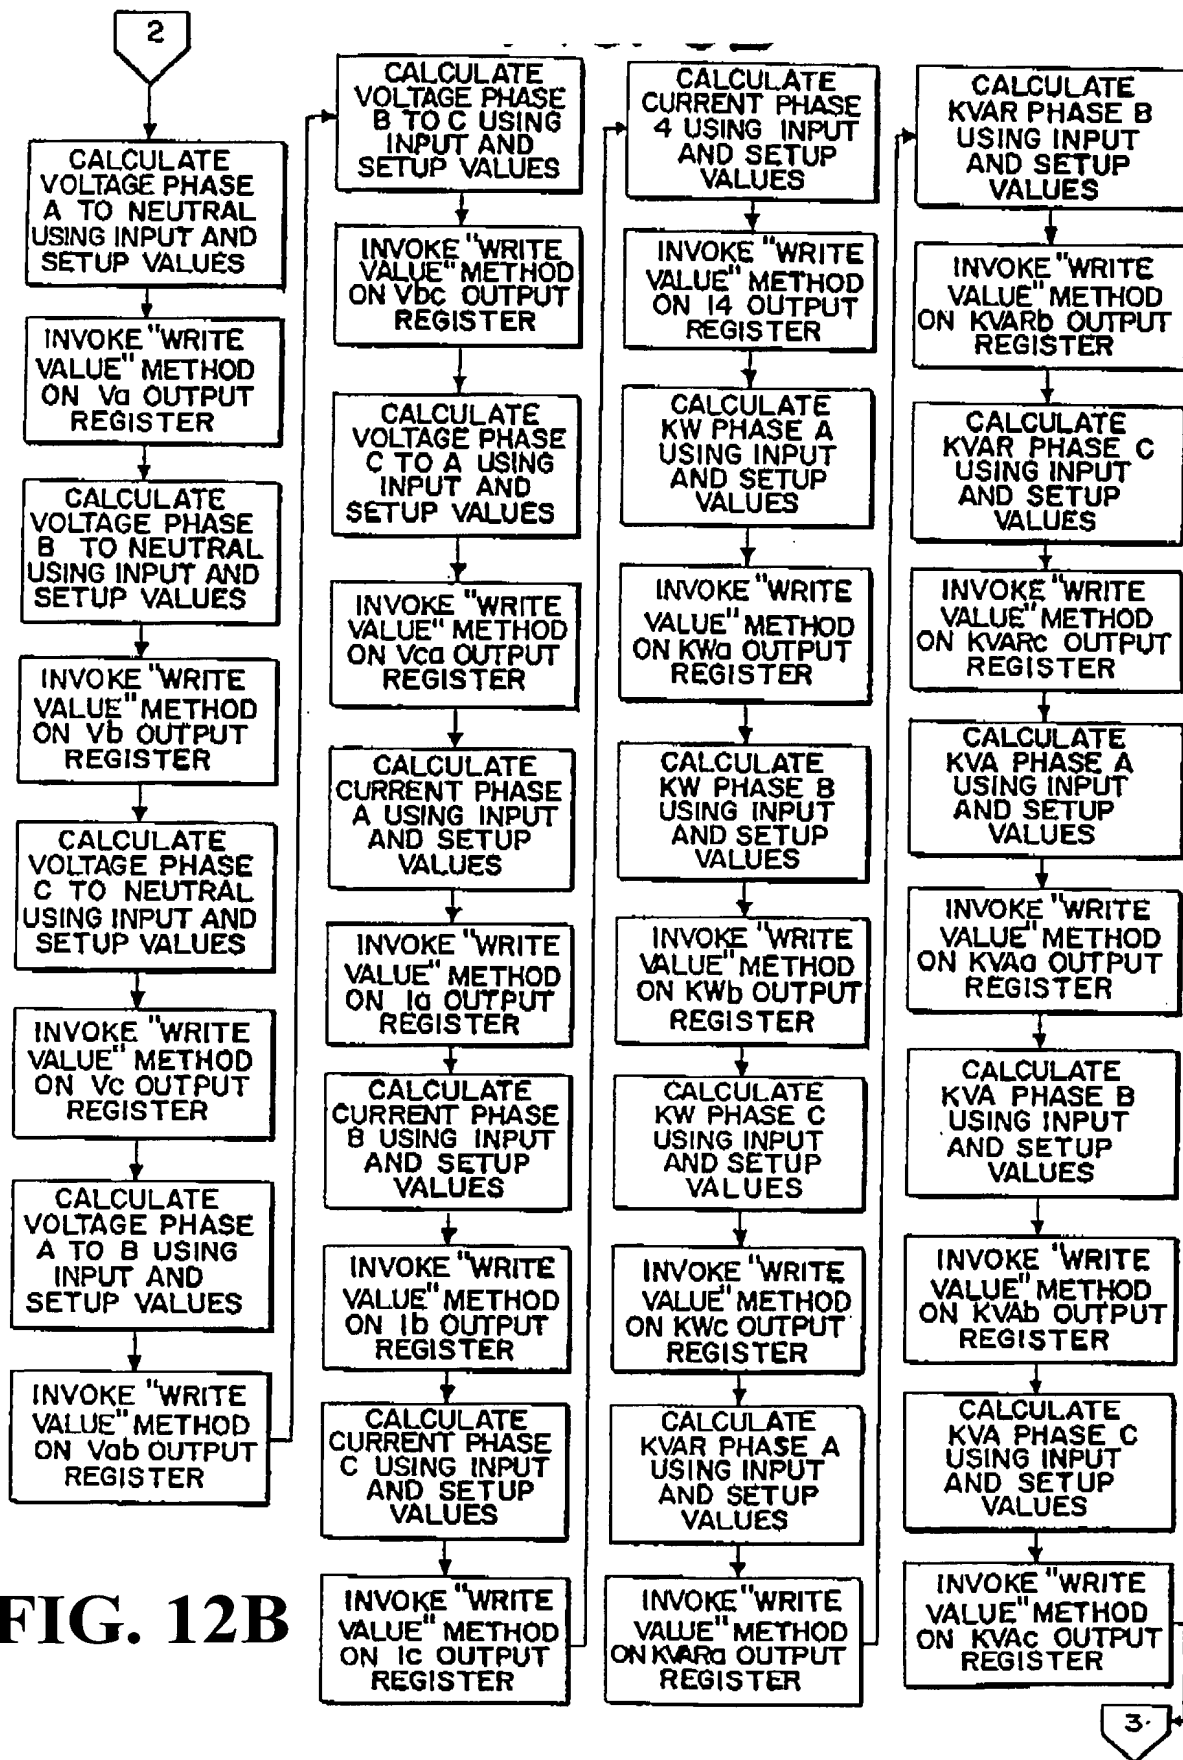 2
CALCULATE
VOLTAGE PHASE
A TO NEUTRAL
USING INPUT AND
SETUP VALUES
INVOKE "WRITE
VALUE" METHOD
ON Va OUTPUT
REGISTER
CALCULATE
VOLTAGE PHASE
B TO NEUTRAL
USING INPUT AND
SETUP VALUES
INVOKE "WRITE
VALUE" METHOD
ON Vb OUTPUT
REGISTER
CALCULATE
VOLTAGE PHASE
C TO NEUTRAL
USING INPUT AND
SETUP VALUES
INVOKE "WRITE
VALUE" METHOD
ON Vc OUTPUT
REGISTER
CALCULATE
VOLTAGE PHASE
A TO B USING
INPUT AND
SETUP VALUES
INVOKE "WRITE
VALUE" METHOD
ON Vab OUTPUT
REGISTER
CALCULATE
VOLTAGE PHASE
B TO C USING
INPUT AND
SETUP VALUES
INVOKE "WRITE
VALUE" METHOD
ON Vbc OUTPUT
REGISTER
CALCULATE
VOLTAGE PHASE
C TO A USING
INPUT AND
SETUP VALUES
INVOKE "WRITE
VALUE" METHOD
ON Vca OUTPUT
REGISTER
CALCULATE
CURRENT PHASE
A USING INPUT
AND SETUP
VALUES
INVOKE "WRITE
VALUE" METHOD
ON Ia OUTPUT
REGISTER
CALCULATE
CURRENT PHASE
B USING INPUT
AND SETUP
VALUES
INVOKE "WRITE
VALUE" METHOD
ON Ib OUTPUT
REGISTER
CALCULATE
CURRENT PHASE
C USING INPUT
AND SETUP
VALUES
INVOKE "WRITE
VALUE" METHOD
ON Ic OUTPUT
REGISTER
CALCULATE
CURRENT PHASE
4 USING INPUT
AND SETUP
VALUES
INVOKE "WRITE
VALUE" METHOD
ON I4 OUTPUT
REGISTER
CALCULATE
KW PHASE A
USING INPUT
AND SETUP
VALUES
INVOKE "WRITE
VALUE" METHOD
ON KWa OUTPUT
REGISTER
CALCULATE
KW PHASE B
USING INPUT
AND SETUP
VALUES
INVOKE "WRITE
VALUE" METHOD
ON KWb OUTPUT
REGISTER
CALCULATE
KW PHASE C
USING INPUT
AND SETUP
VALUES
INVOKE "WRITE
VALUE" METHOD
ON KWc OUTPUT
REGISTER
CALCULATE
KVAR PHASE A
USING INPUT
AND SETUP
VALUES
INVOKE "WRITE
VALUE" METHOD
ON KVARa OUTPUT
REGISTER
CALCULATE
KVAR PHASE B
USING INPUT
AND SETUP
VALUES
INVOKE "WRITE
VALUE" METHOD
ON KVARb OUTPUT
REGISTER
CALCULATE
KVAR PHASE C
USING INPUT
AND SETUP
VALUES
INVOKE "WRITE
VALUE" METHOD
ON KVARc OUTPUT
REGISTER
CALCULATE
KVA PHASE A
USING INPUT
AND SETUP
VALUES
INVOKE "WRITE
VALUE" METHOD
ON KVAa OUTPUT
REGISTER
CALCULATE
KVA PHASE B
USING INPUT
AND SETUP
VALUES
INVOKE "WRITE
VALUE" METHOD
ON KVAb OUTPUT
REGISTER
CALCULATE
KVA PHASE C
USING INPUT
AND SETUP
VALUES
INVOKE "WRITE
VALUE" METHOD
ON KVAc OUTPUT
REGISTER
3
FIG. 12B